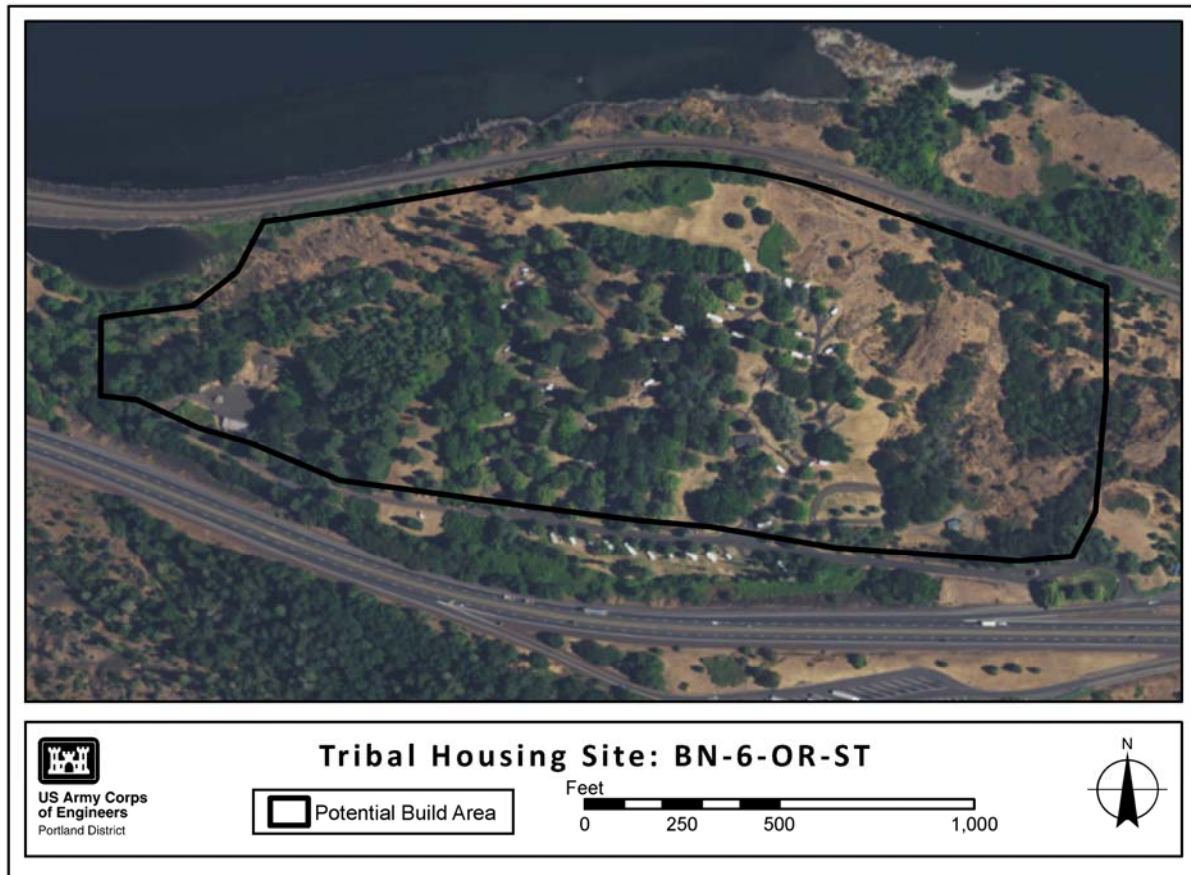 Tribal Housing Site: BN-6-OR-ST
US Army Corps
of Engineers
Portland District
Potential Build Area
Feet
0 250 500 1,000
N